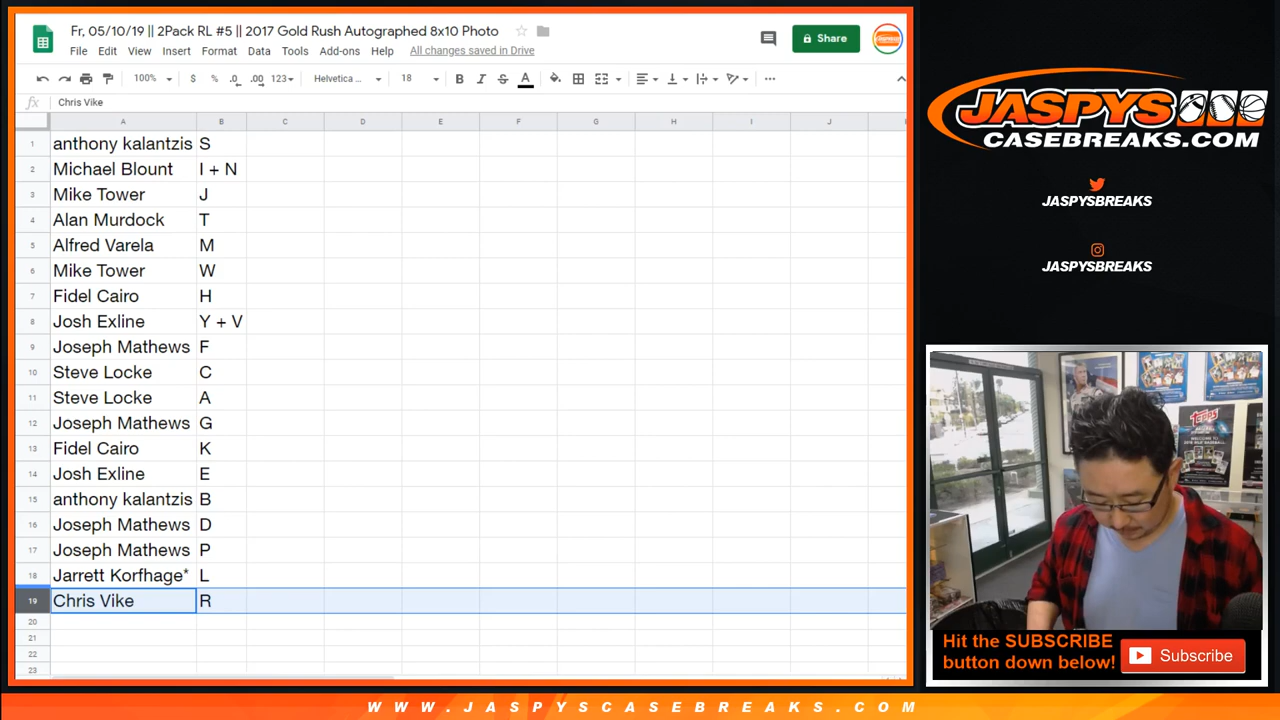 Fr, 05/10/19 || 2Pack RL #5 || 2017 Gold Rush Autographed 8x10 Photo
File Edit View Insert Format Data Tools Add-ons Help All changes saved in Drive
Share
100% $ % .0 .00 123 Helvetica ... 18 B I S A
fx Chris Vike
A B C D E F G H I J
1 anthony kalantzis S
2 Michael Blount I + N
3 Mike Tower J
4 Alan Murdock T
5 Alfred Varela M
6 Mike Tower W
7 Fidel Cairo H
8 Josh Exline Y + V
9 Joseph Mathews F
10 Steve Locke C
11 Steve Locke A
12 Joseph Mathews G
13 Fidel Cairo K
14 Josh Exline E
15 anthony kalantzis B
16 Joseph Mathews D
17 Joseph Mathews P
18 Jarrett Korfhage* L
19 Chris Vike R
20
21
22
23
JASPYS
CASEBREAKS.COM
JASPYSBREAKS
JASPYSBREAKS
TOPPS
Hit the SUBSCRIBE
button down below!
Subscribe
WWW.JASPYSCASEBREAKS.COM